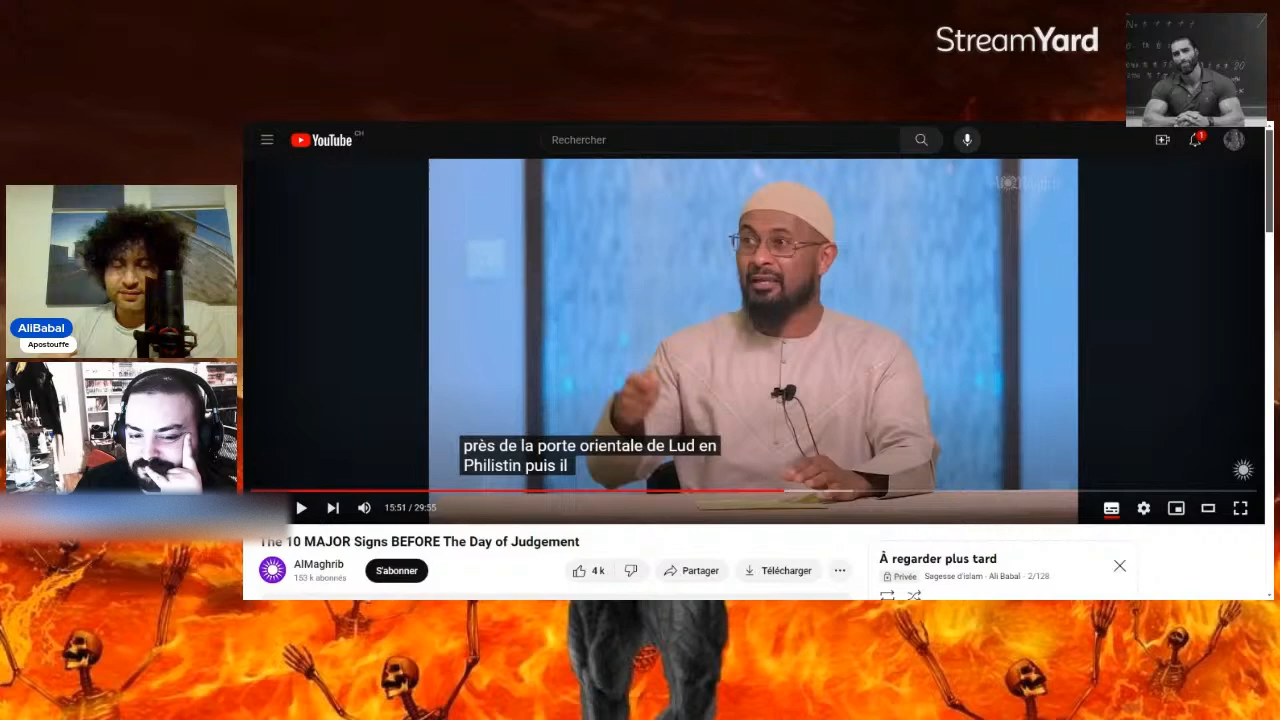 StreamYard
YouTube CH
Rechercher
1
AliBabal
Apostouffe
près de la porte orientale de Lud en
Philistin puis il
15:51 / 29:55
The 10 MAJOR Signs BEFORE The Day of Judgement
AlMaghrib
153 k abonnés
S'abonner
4 k
Partager
Télécharger
À regarder plus tard
Privée
Sagesse d'islam - Ali Babal - 2/128